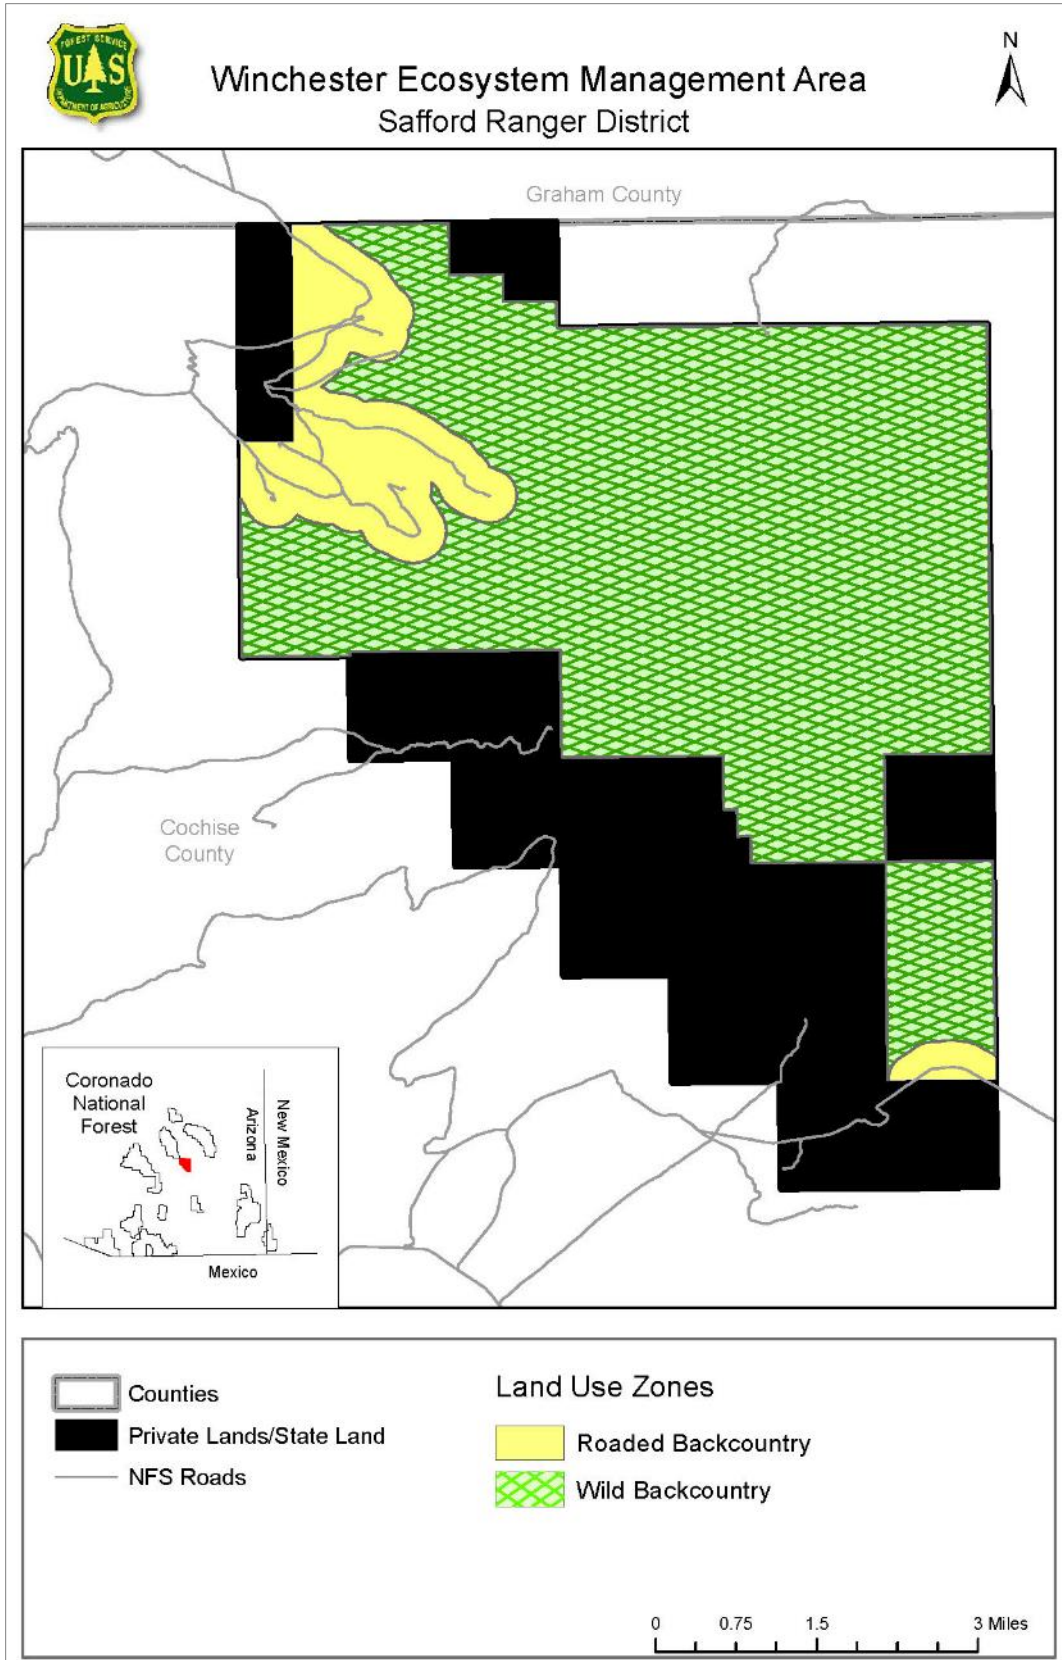 FOREST SERVICE
UAS
DEPARTMENT OF AGRICULTURE
Winchester Ecosystem Management Area
Safford Ranger District
N
Graham County
Cochise
County
Coronado
National
Forest
Arizona
New Mexico
Mexico
Counties
Private Lands/State Land
NFS Roads
Land Use Zones
Roaded Backcountry
Wild Backcountry
0 0.75 1.5 3 Miles